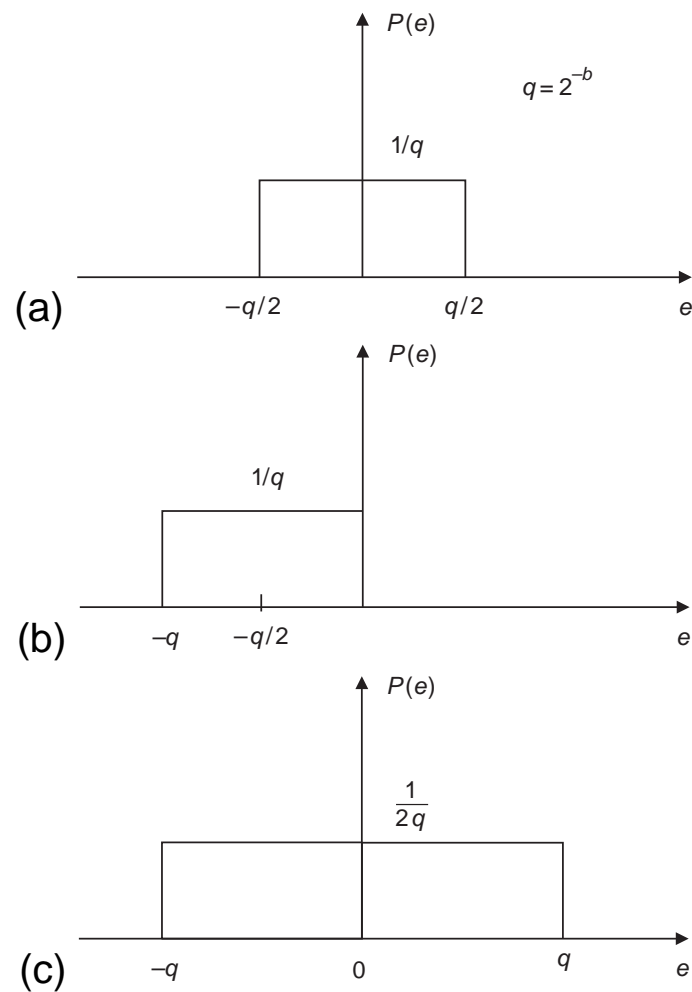 P(e)
q = 2^{–b}
1/q
–q/2 q/2 e
(a)
P(e)
1/q
–q –q/2 e
(b)
P(e)
1/2q
–q 0 q e
(c)